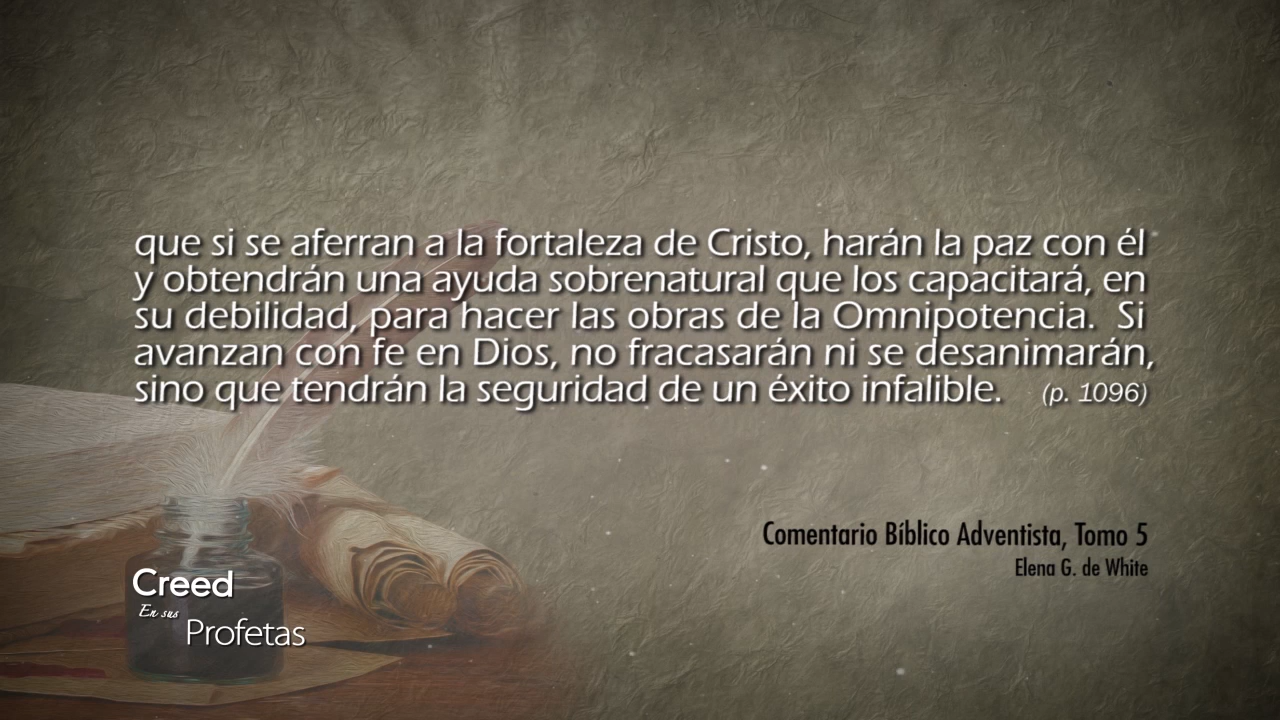 que si se aferran a la fortaleza de Cristo, harán la paz con él
y obtendrán una ayuda sobrenatural que los capacitará, en
su debilidad, para hacer las obras de la Omnipotencia. Si
avanzan con fe en Dios, no fracasarán ni se desanimarán,
sino que tendrán la seguridad de un éxito infalible. (p. 1096)
Comentario Bíblico Adventista, Tomo 5
Elena G. de White
Creed
En sus
Profetas